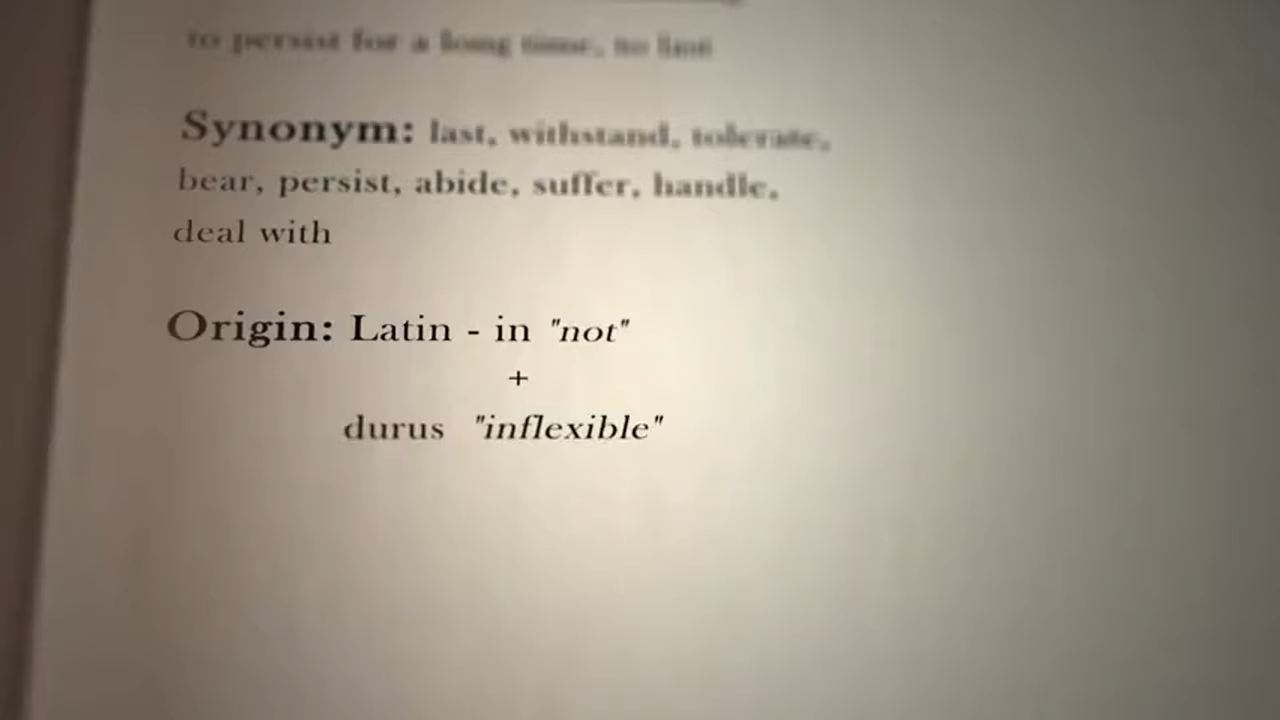 to persist for a long time, to last
Synonym: last, withstand, tolerate,
bear, persist, abide, suffer, handle,
deal with
Origin: Latin - in "not"
+
durus "inflexible"